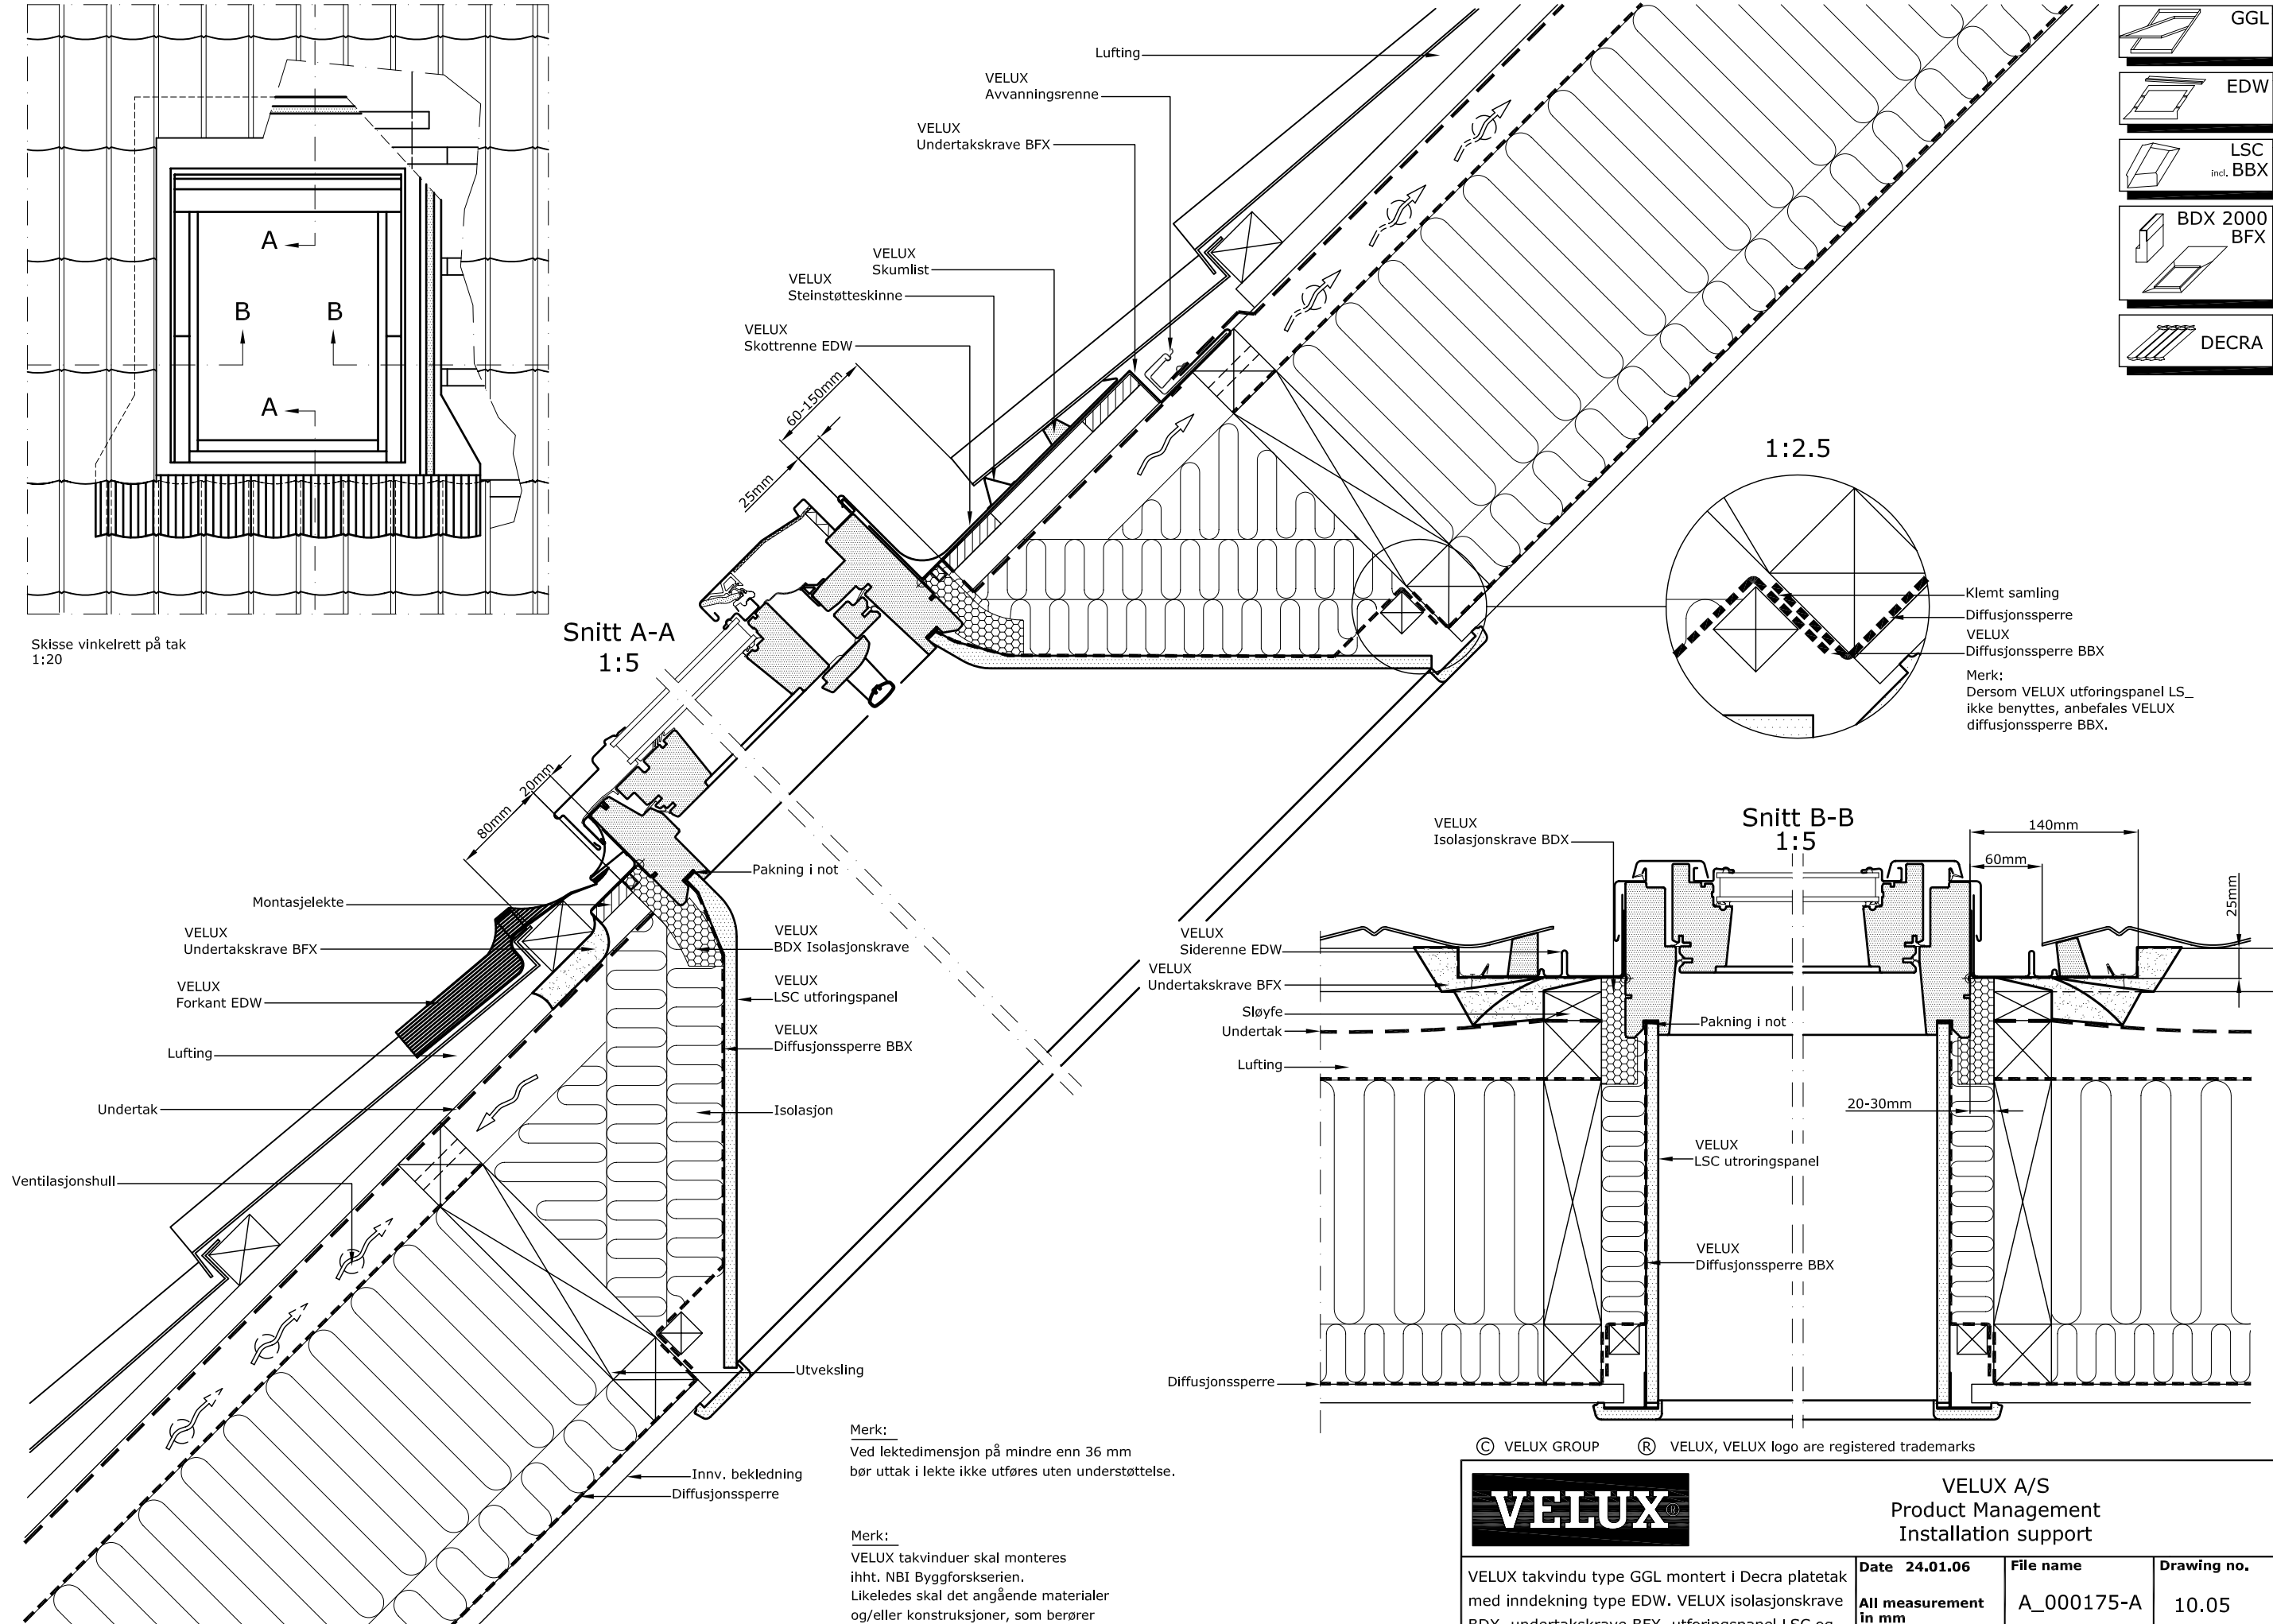 Lufting
VELUX
Avvanningsrenne
VELUX
Undertakskrave BFX
VELUX
Skumlist
VELUX
Steinstøtteskinne
VELUX
Skottrenne EDW
60-150mm
25mm
GGL
EDW
LSC
incl. BBX
BDX 2000
BFX
DECRA
A
B
B
A
Skisse vinkelrett på tak
1:20
Snitt A-A
1:5
1:2.5
Klemt samling
Diffusjonssperre
VELUX
Diffusjonssperre BBX
Merk:
Dersom VELUX utforingspanel LS_
ikke benyttes, anbefales VELUX
diffusjonssperre BBX.
20mm
80mm
Montasjelekte
VELUX
Undertakskrave BFX
VELUX
Forkant EDW
Lufting
Undertak
Ventilasjonshull
Pakning i not
VELUX
BDX Isolasjonskrave
VELUX
LSC utforingspanel
VELUX
Diffusjonssperre BBX
Isolasjon
Utveksling
Innv. bekledning
Diffusjonssperre
Snitt B-B
1:5
VELUX
Isolasjonskrave BDX
140mm
60mm
25mm
VELUX
Siderenne EDW
VELUX
Undertakskrave BFX
Sløyfe
Undertak
Lufting
Pakning i not
20-30mm
VELUX
LSC utroringspanel
VELUX
Diffusjonssperre BBX
Diffusjonssperre
Merk:
Ved lektedimensjon på mindre enn 36 mm
bør uttak i lekte ikke utføres uten understøttelse.
Merk:
VELUX takvinduer skal monteres
ihht. NBI Byggforskserien.
Likeledes skal det angående materialer
og/eller konstruksjoner, som berører
© VELUX GROUP ® VELUX, VELUX logo are registered trademarks
VELUX®
VELUX A/S
Product Management
Installation support
VELUX takvindu type GGL montert i Decra platetak
med inndekning type EDW. VELUX isolasjonskrave
BDX, undertakskrave BFX, utforingspanel LSC og
Date 24.01.06
All measurement
in mm
File name
A_000175-A
Drawing no.
10.05